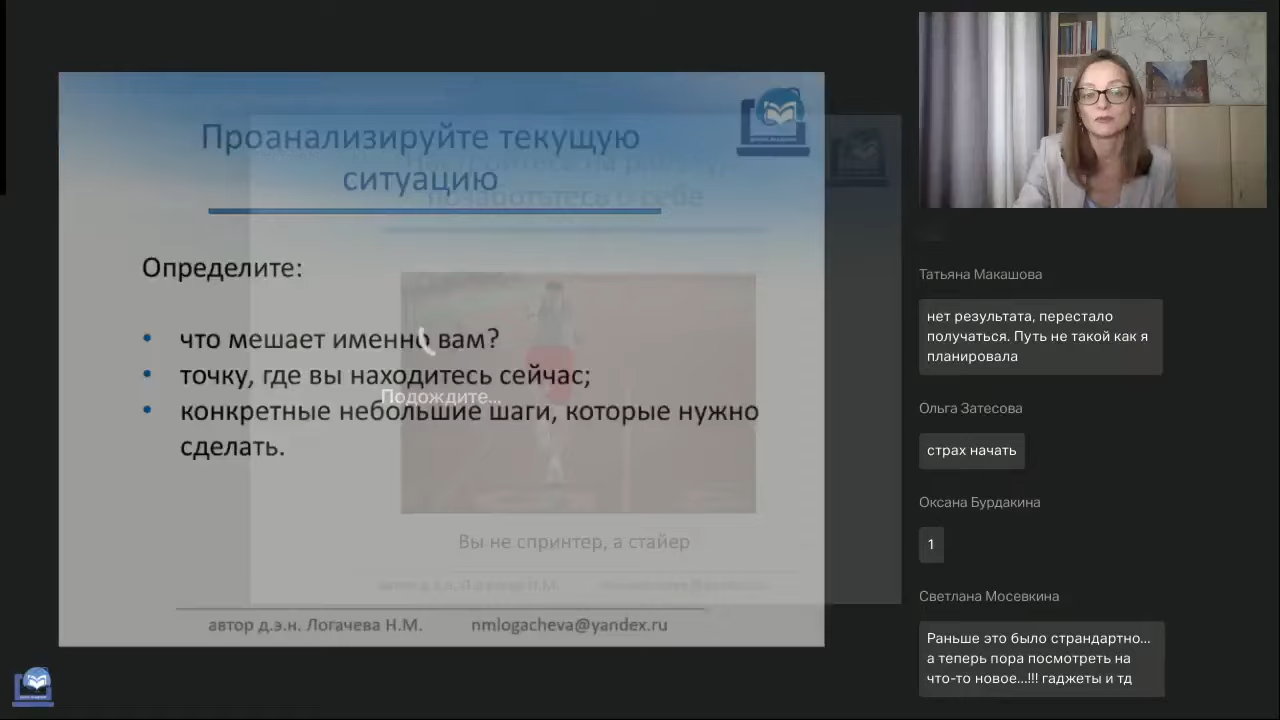 Проанализируйте текущую
ситуацию
позаботьтесь о себе
Определите:
• что мешает именно вам?
• точку, где вы находитесь сейчас;
• конкретные небольшие шаги, которые нужно
сделать.
Подождите...
Вы не спринтер, а стайер
автор д.э.н. Логачева Н.М. nmlogacheva@yandex.ru
Татьяна Макашова
нет результата, перестало
получаться. Путь не такой как я
планировала
Ольга Затесова
страх начать
Оксана Бурдакина
1
Светлана Мосевкина
Раньше это было страндартно...
а теперь пора посмотреть на
что-то новое...!!! гаджеты и тд